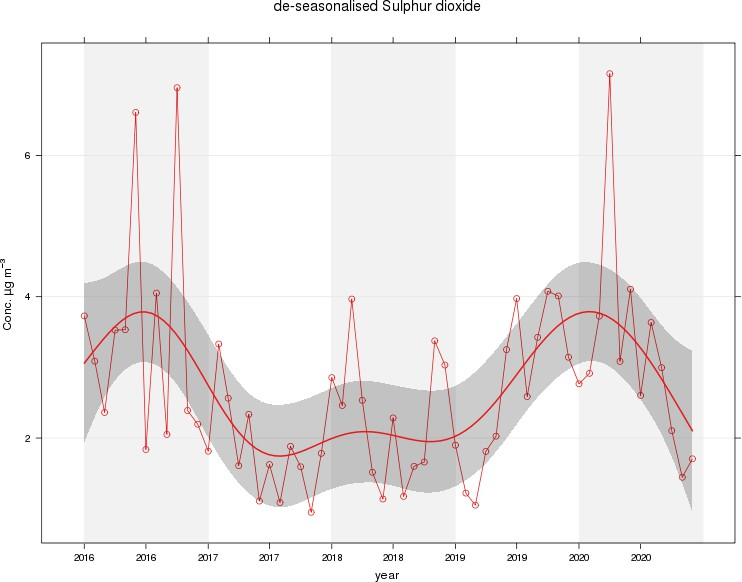 de-seasonalised Sulphur dioxide
Conc. µg m⁻³
6
4
2
2016 2016 2017 2017 2018 2018 2019 2019 2020 2020
year